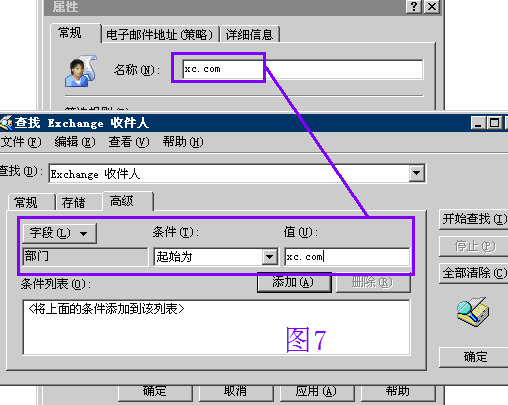 属性
常规 电子邮件地址(策略) 详细信息
名称(N): xc.com
查找 Exchange 收件人
文件(F) 编辑(E) 查看(V) 帮助(H)
查找(D): Exchange 收件人
常规 存储 高级
开始查找(I)
字段(L) 条件(T): 值(U):
停止(P)
部门 起始为 xc.com
全部清除(C)
条件列表(O): 添加(A) 删除(R)
<将上面的条件添加到该列表>
图7
确定
确定 取消 应用(A) 帮助